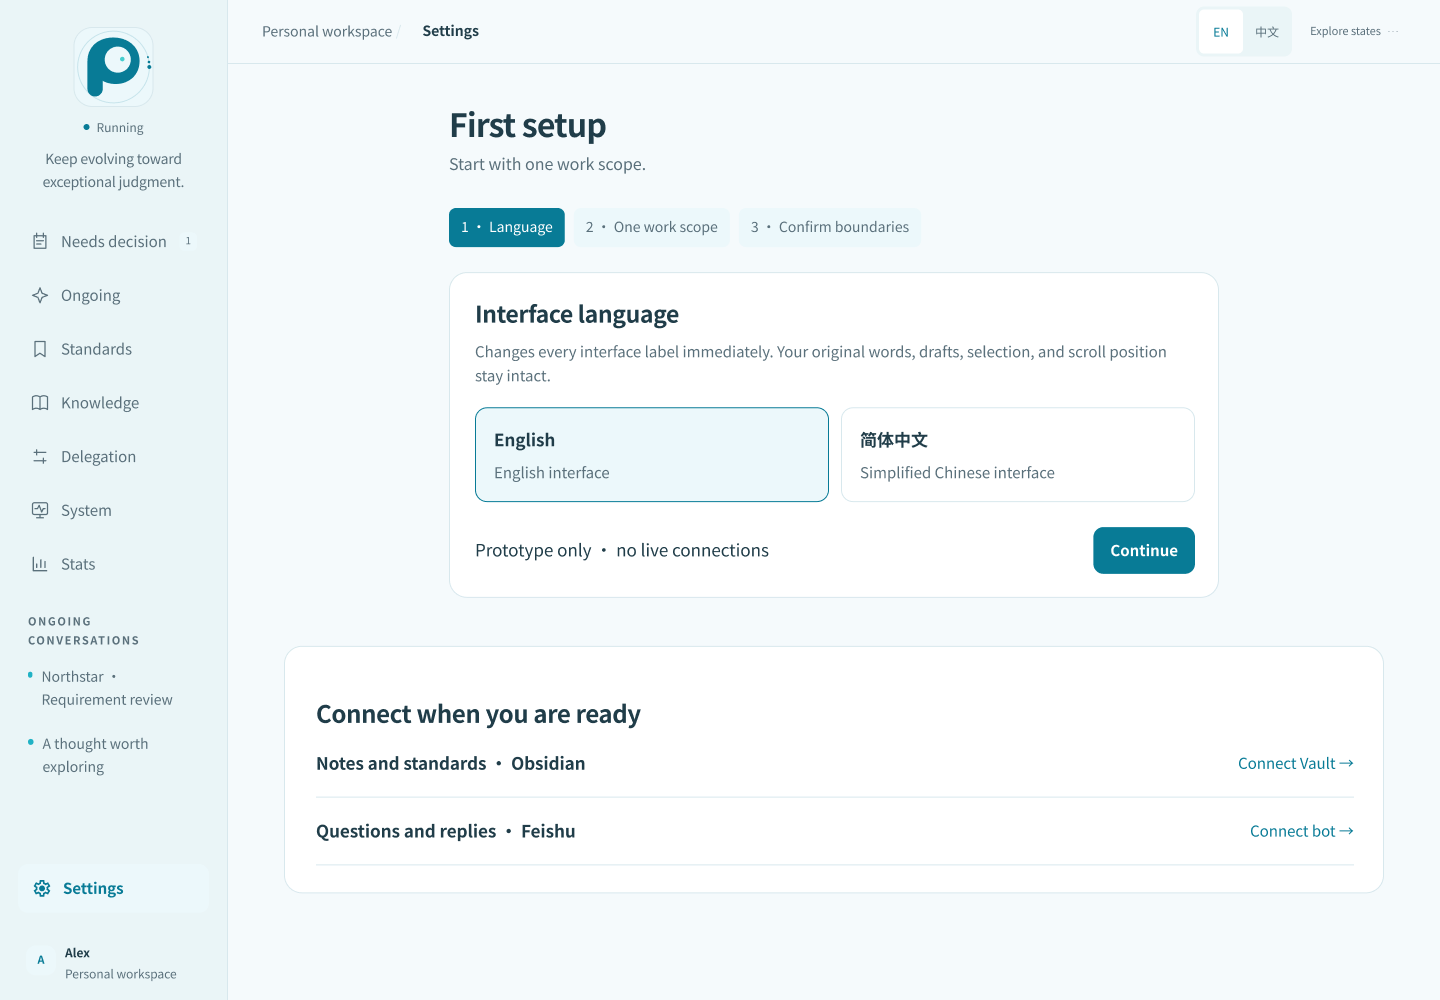 Running
Keep evolving toward
exceptional judgment.
Needs decision 1
Ongoing
Standards
Knowledge
Delegation
System
Stats
ONGOING
CONVERSATIONS
Northstar •
Requirement review
A thought worth
exploring
Settings
A
Alex
Personal workspace
Personal workspace / Settings
EN 中文 Explore states ···
First setup
Start with one work scope.
1 • Language 2 • One work scope 3 • Confirm boundaries
Interface language
Changes every interface label immediately. Your original words, drafts, selection, and scroll position
stay intact.
English
English interface
简体中文
Simplified Chinese interface
Prototype only • no live connections
Continue
Connect when you are ready
Notes and standards • Obsidian Connect Vault →
Questions and replies • Feishu Connect bot →